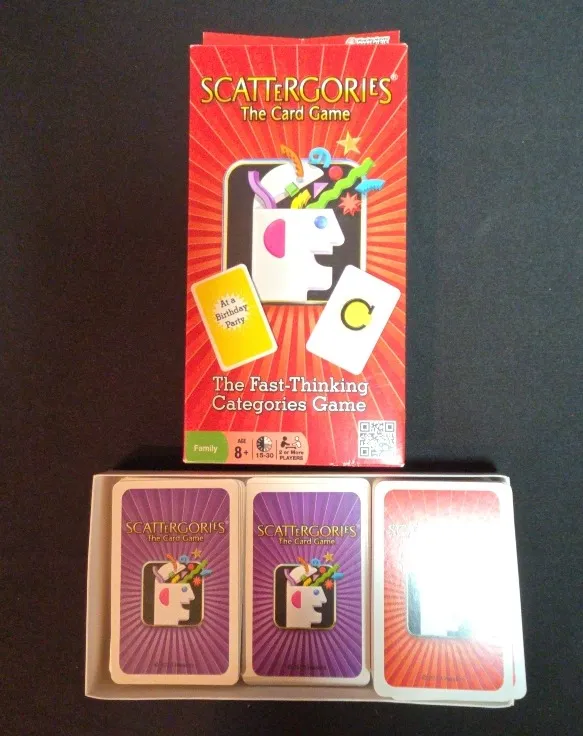 SCATTERGORIES®
The Card Game
At a
Birthday
Party
C
The Fast-Thinking
Categories Game
Family
AGE
8+
15-30
2 or More
PLAYERS
SCATTERGORIES®
The Card Game
SCATTERGORIES®
The Card Game